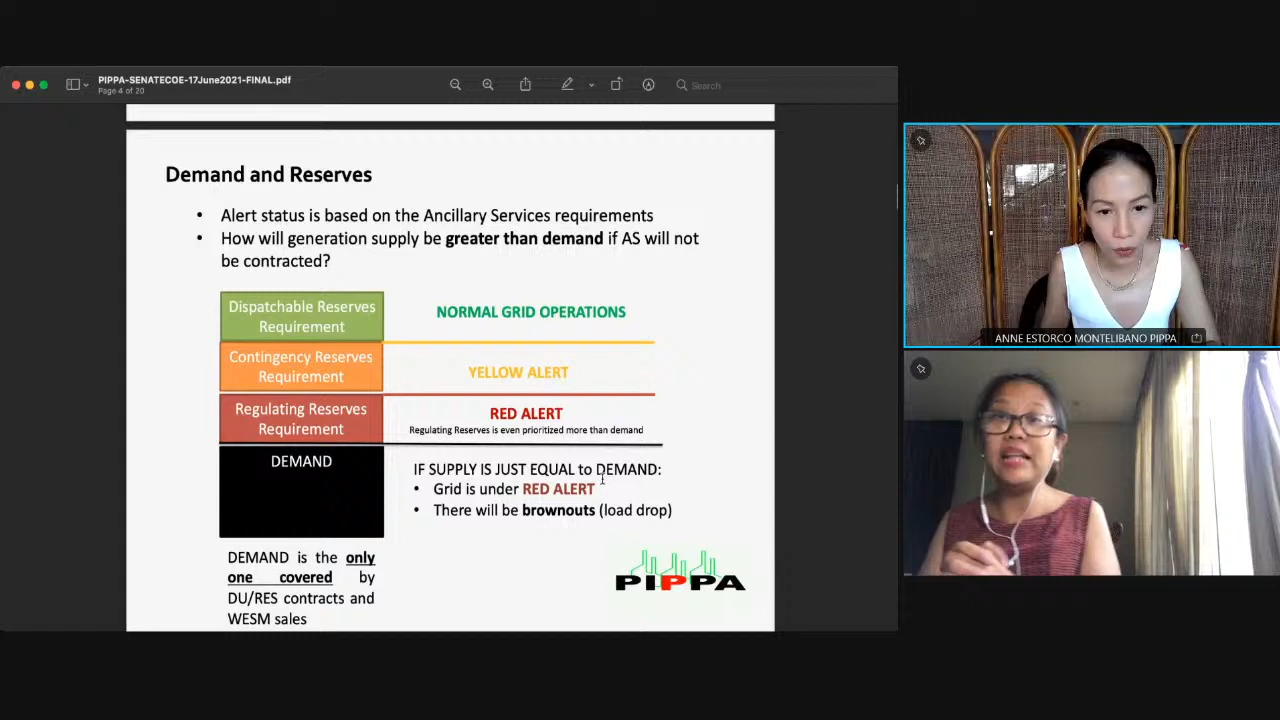 PIPPA-SENATECOE-17June2021-FINAL.pdf
Page 4 of 20
Search
Demand and Reserves
• Alert status is based on the Ancillary Services requirements
• How will generation supply be greater than demand if AS will not
be contracted?
Dispatchable Reserves
Requirement
NORMAL GRID OPERATIONS
Contingency Reserves
Requirement
YELLOW ALERT
Regulating Reserves
Requirement
RED ALERT
Regulating Reserves is even prioritized more than demand
DEMAND
IF SUPPLY IS JUST EQUAL to DEMAND:
• Grid is under RED ALERT
• There will be brownouts (load drop)
DEMAND is the only
one covered by
DU/RES contracts and
WESM sales
PIPPA
ANNE ESTORCO MONTELIBANO PIPPA